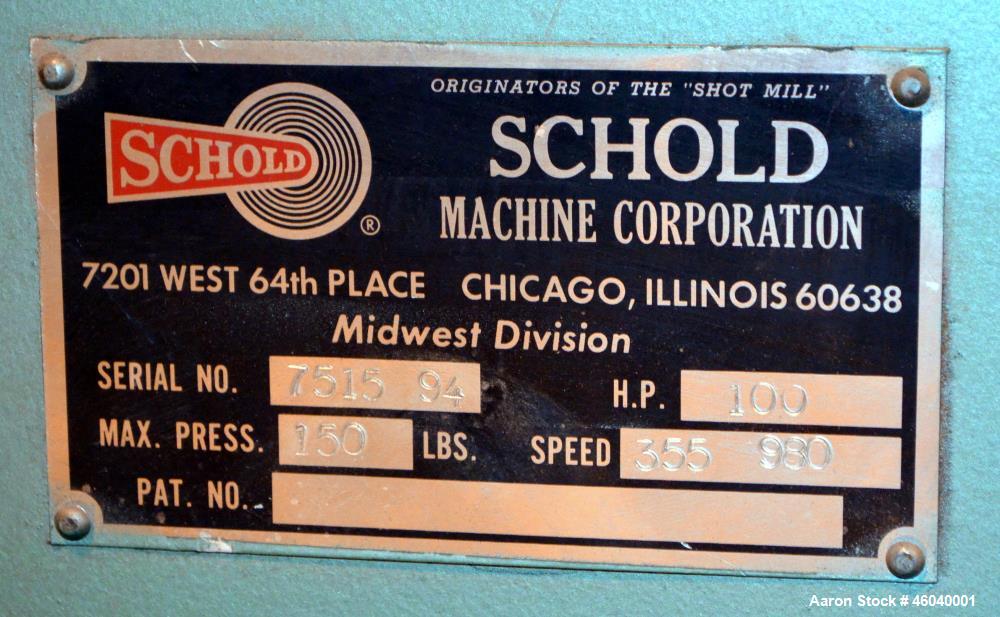 ORIGINATORS OF THE "SHOT MILL"
SCHOLD
SCHOLD
®
MACHINE CORPORATION
7201 WEST 64th PLACE CHICAGO, ILLINOIS 60638
Midwest Division
SERIAL NO. 7515 94 H.P. 100
MAX. PRESS. 150 LBS. SPEED 355 980
PAT. NO.
Aaron Stock # 46040001